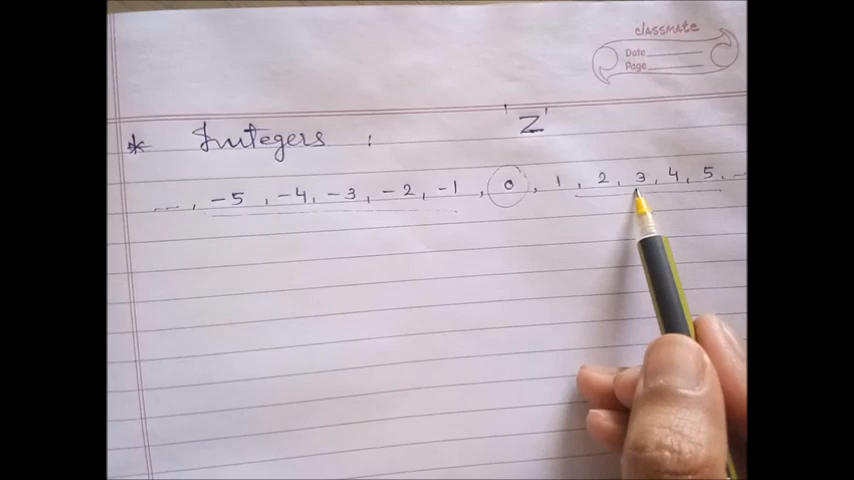 classmate
Date
Page
* Integers : 'Z'
..., -5, -4, -3, -2, -1, 0, 1, 2, 3, 4, 5, ...